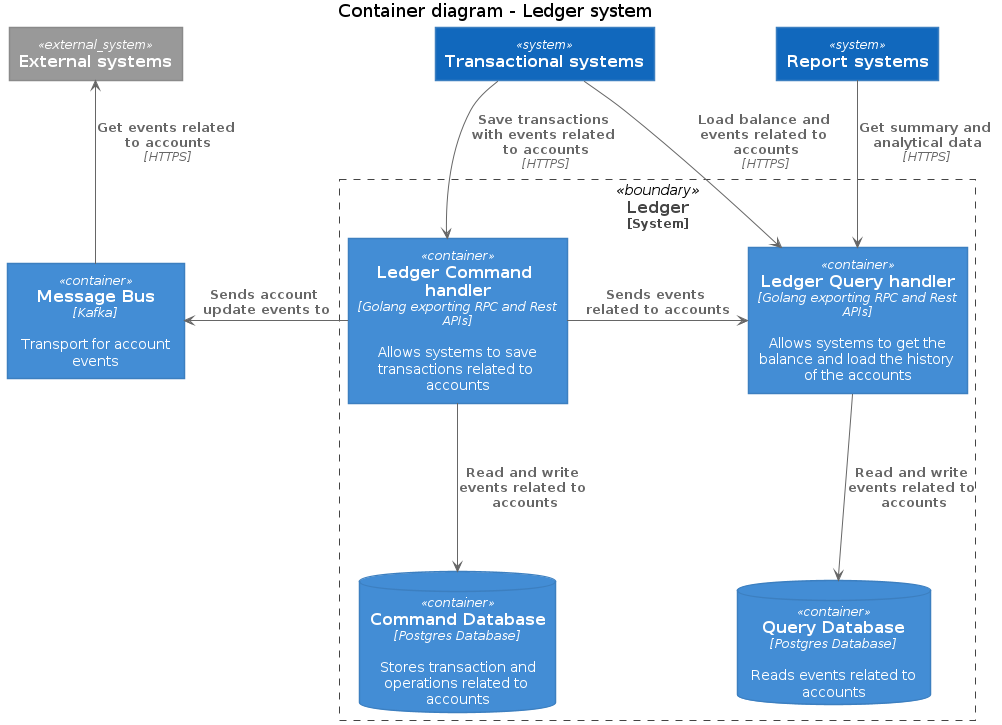 Container diagram - Ledger system
«external_system»
External systems
«system»
Transactional systems
«system»
Report systems
Get events related
to accounts
[HTTPS]
Save transactions
with events related
to accounts
[HTTPS]
Load balance and
events related to
accounts
[HTTPS]
Get summary and
analytical data
[HTTPS]
«boundary»
Ledger
[System]
«container»
Message Bus
[Kafka]
Transport for account
events
Sends account
update events to
«container»
Ledger Command
handler
[Golang exporting RPC and Rest
APIs]
Allows systems to save
transactions related to
accounts
Sends events
related to accounts
«container»
Ledger Query handler
[Golang exporting RPC and Rest
APIs]
Allows systems to get the
balance and load the history
of the accounts
Read and write
events related to
accounts
Read and write
events related to
accounts
«container»
Command Database
[Postgres Database]
Stores transaction and
operations related to
accounts
«container»
Query Database
[Postgres Database]
Reads events related to
accounts